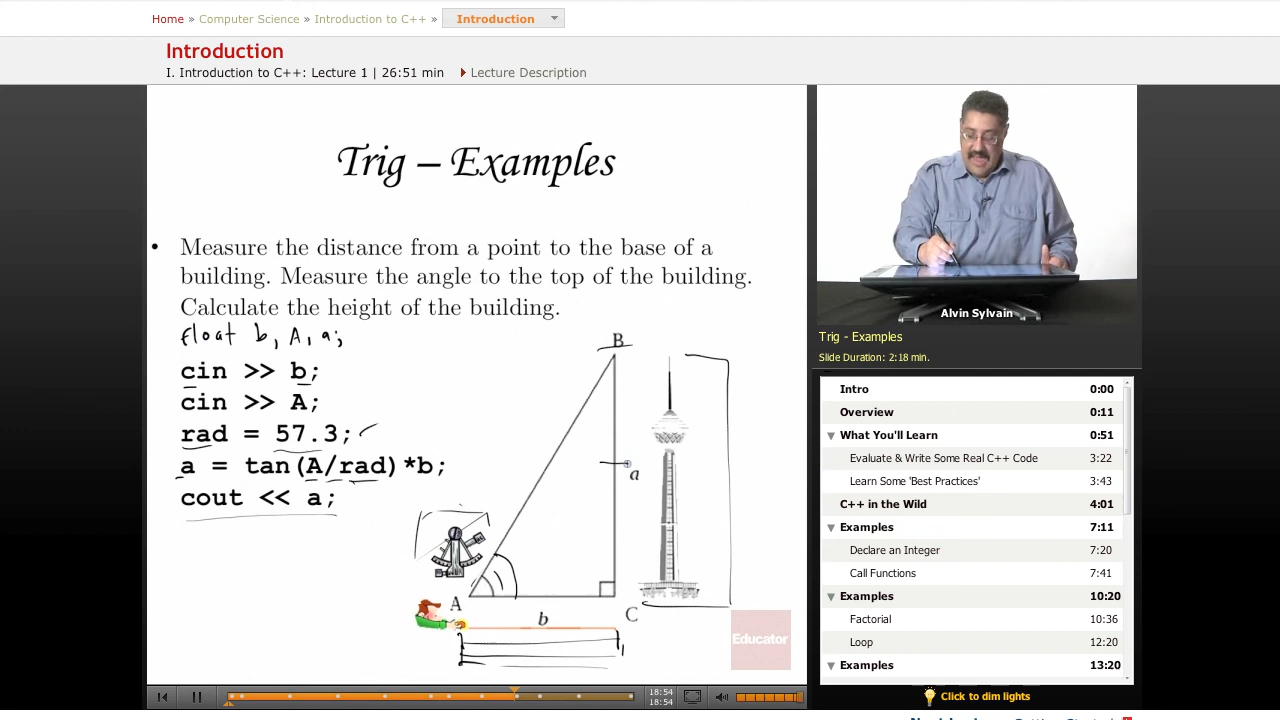 Home » Computer Science » Introduction to C++ » Introduction
Introduction
I. Introduction to C++: Lecture 1 | 26:51 min Lecture Description
Trig – Examples
• Measure the distance from a point to the base of a
building. Measure the angle to the top of the building.
Calculate the height of the building.
float b, A, a;
cin >> b;
cin >> A;
rad = 57.3;
a = tan(A/rad)*b;
cout << a;
B
a
A
b
C
Educator
18:54
18:54
Alvin Sylvain
Trig - Examples
Slide Duration: 2:18 min.
Intro 0:00
Overview 0:11
What You'll Learn 0:51
Evaluate & Write Some Real C++ Code 3:22
Learn Some 'Best Practices' 3:43
C++ in the Wild 4:01
Examples 7:11
Declare an Integer 7:20
Call Functions 7:41
Examples 10:20
Factorial 10:36
Loop 12:20
Examples 13:20
Click to dim lights